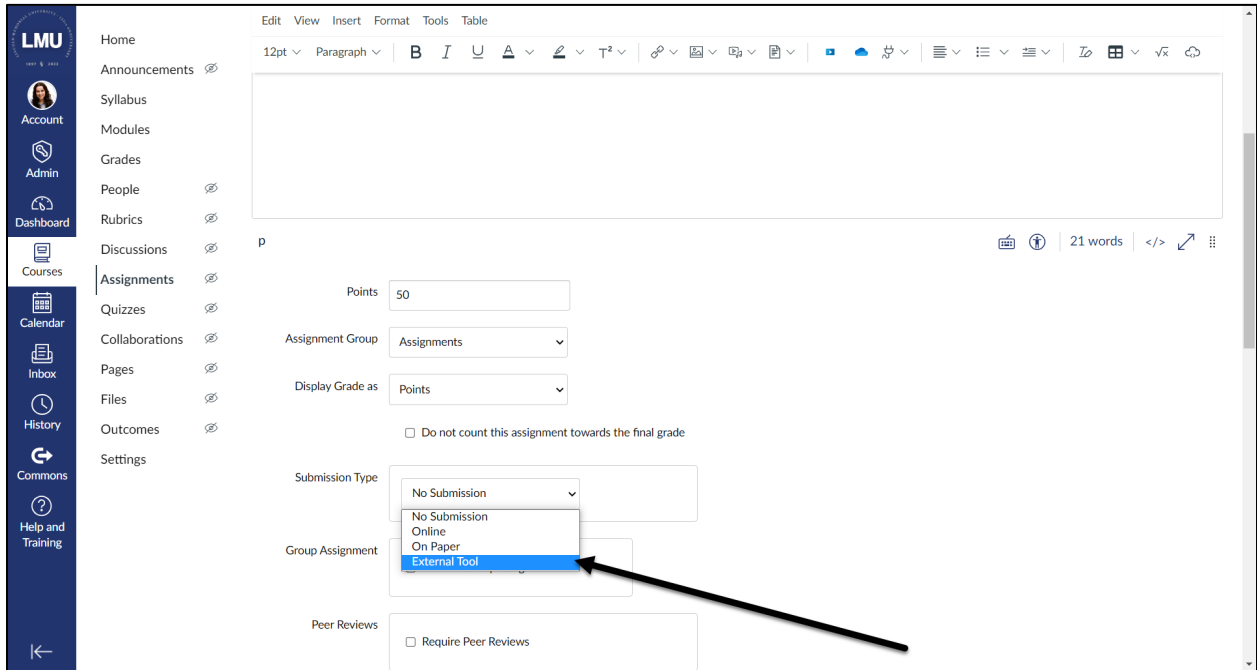 LMU
Account
Admin
Dashboard
Courses
Calendar
Inbox
History
Commons
Help and
Training
Home
Announcements
Syllabus
Modules
Grades
People
Rubrics
Discussions
Assignments
Quizzes
Collaborations
Pages
Files
Outcomes
Settings
Edit View Insert Format Tools Table
12pt Paragraph B I U A T² √x
p 21 words </>
Points 50
Assignment Group Assignments
Display Grade as Points
Do not count this assignment towards the final grade
Submission Type No Submission
No Submission
Online
On Paper
External Tool
Group Assignment
Peer Reviews
Require Peer Reviews